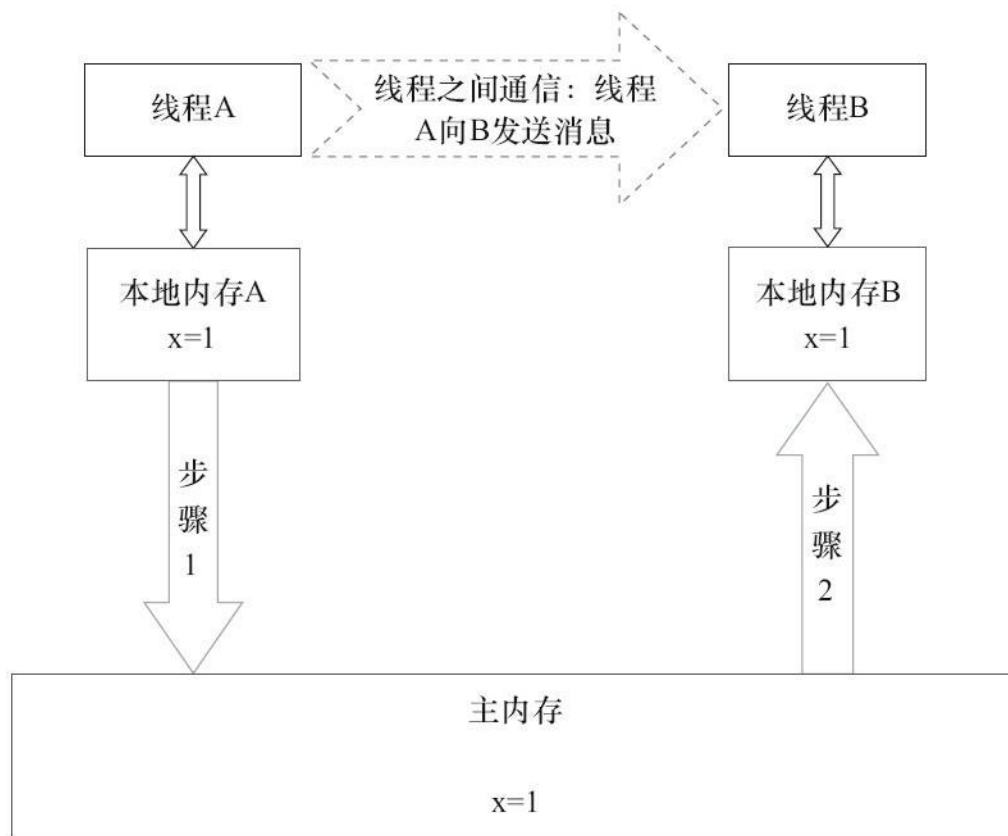 线程A
线程之间通信：线程
A向B发送消息
线程B
本地内存A
x=1
本地内存B
x=1
步
骤
1
步
骤
2
主内存
x=1